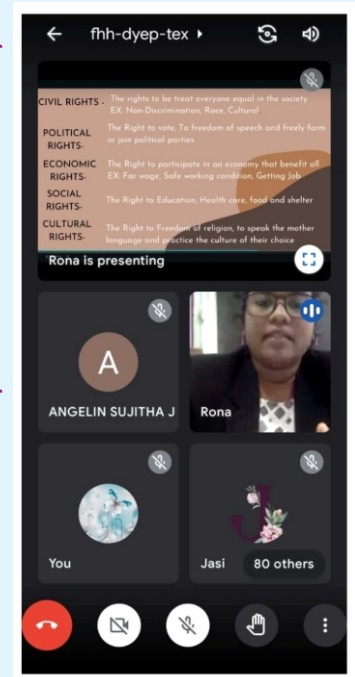 fhh-dyep-tex
CIVIL RIGHTS - The rights to be treat everyone equal in the society
EX: Non-Discrimination, Race, Cultural.
POLITICAL RIGHTS- The Right to vote, To freedom of speech and freely form
or join political parties
ECONOMIC RIGHTS- The Right to participate in an economy that benefit all
EX: Far wage, Safe working condition, Getting Job
SOCIAL RIGHTS- The Right to Education, Health care, food and shelter
CULTURAL RIGHTS- The Right to Freedom of religion, to speak the mother
language and practice the culture of their choice
Rona is presenting
A
ANGELIN SUJITHA J
Rona
You
J
Jasi
80 others